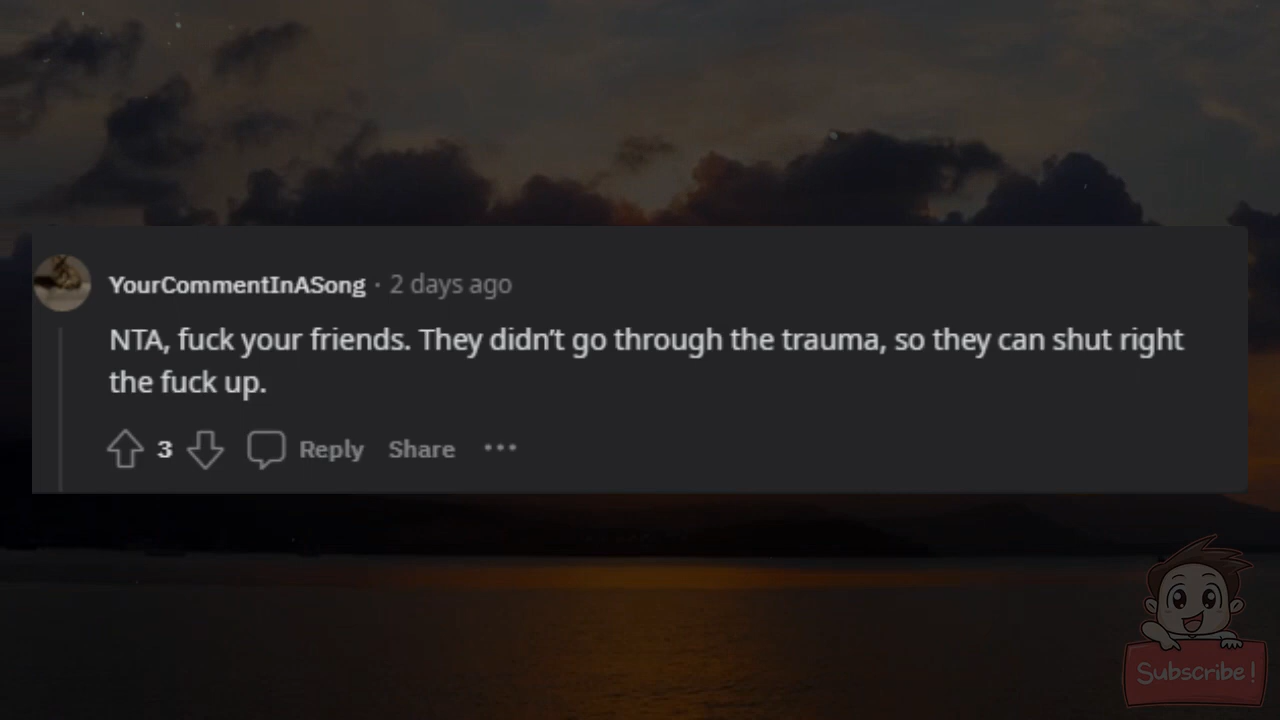 YourCommentInASong · 2 days ago
NTA, fuck your friends. They didn’t go through the trauma, so they can shut right
the fuck up.
3 Reply Share ···
Subscribe!